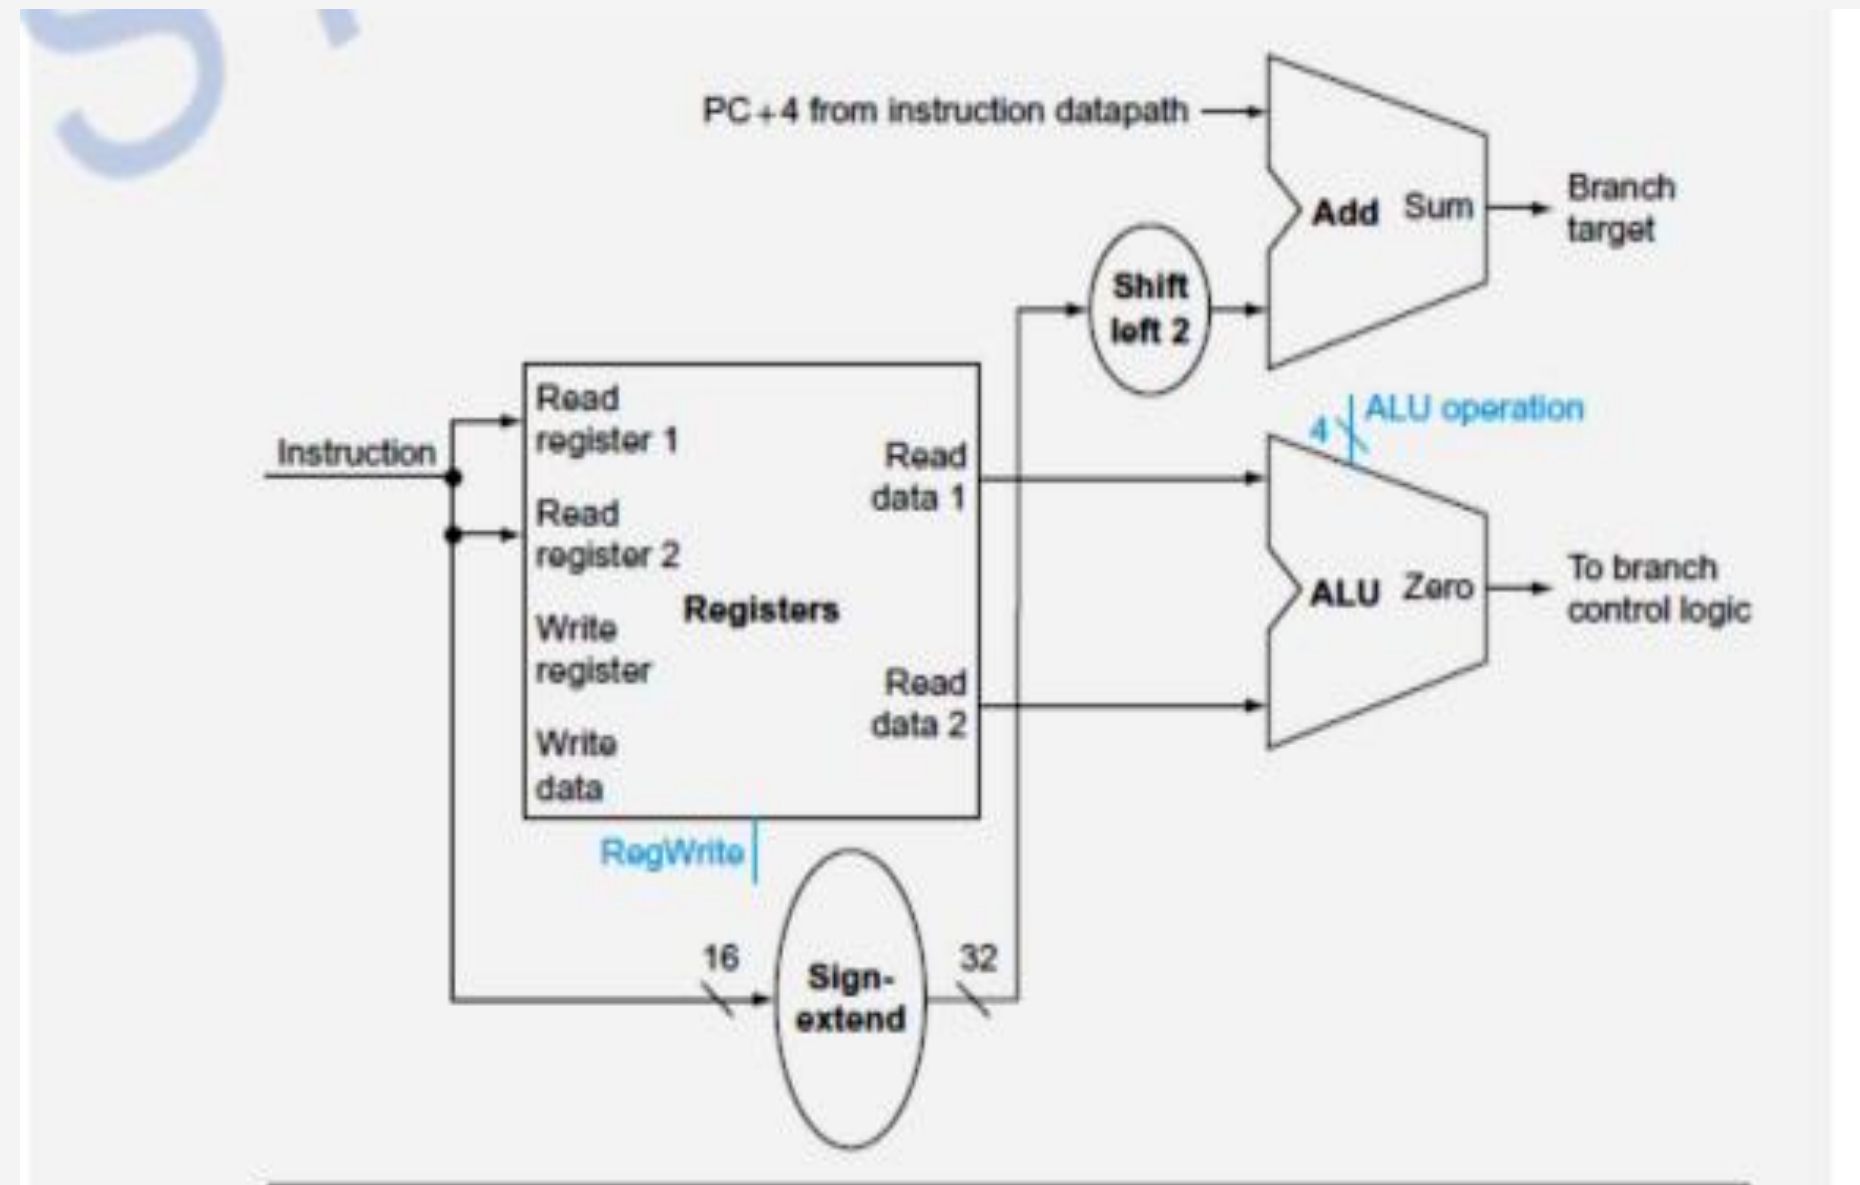 PC+4 from instruction datapath
Add Sum
Branch
target
Shift
left 2
ALU operation
4
Instruction
Read
register 1
Read
data 1
Read
register 2
Registers
ALU Zero
To branch
control logic
Write
register
Read
data 2
Write
data
RegWrite
16
32
Sign-
extend